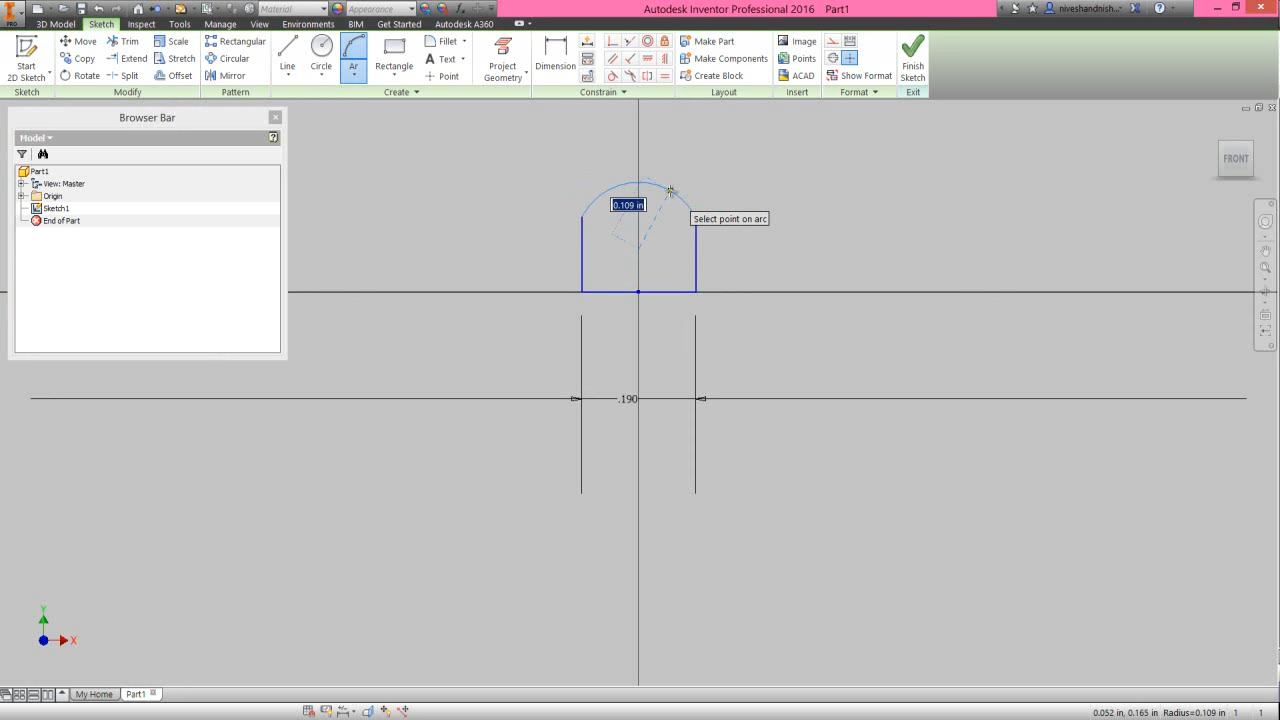 Material
Appearance
Autodesk Inventor Professional 2016 Part1
niveshandnish...
PRO
3D Model Sketch Inspect Tools Manage View Environments BIM Get Started Autodesk A360
Start
2D Sketch
Move Trim Scale
Copy Extend Stretch
Rotate Split Offset
Rectangular
Circular
Mirror
Line Circle Ar Rectangle
Fillet
Text
Point
Project
Geometry
Dimension
Make Part
Make Components
Create Block
Image
Points
ACAD
Show Format
Finish
Sketch
Sketch Modify Pattern Create Constrain Layout Insert Format Exit
Browser Bar
Model
Part1
View: Master
Origin
Sketch1
End of Part
FRONT
0.109 in
Select point on arc
.190
Y
X
My Home Part1
0.052 in, 0.165 in Radius=0.109 in 1 1